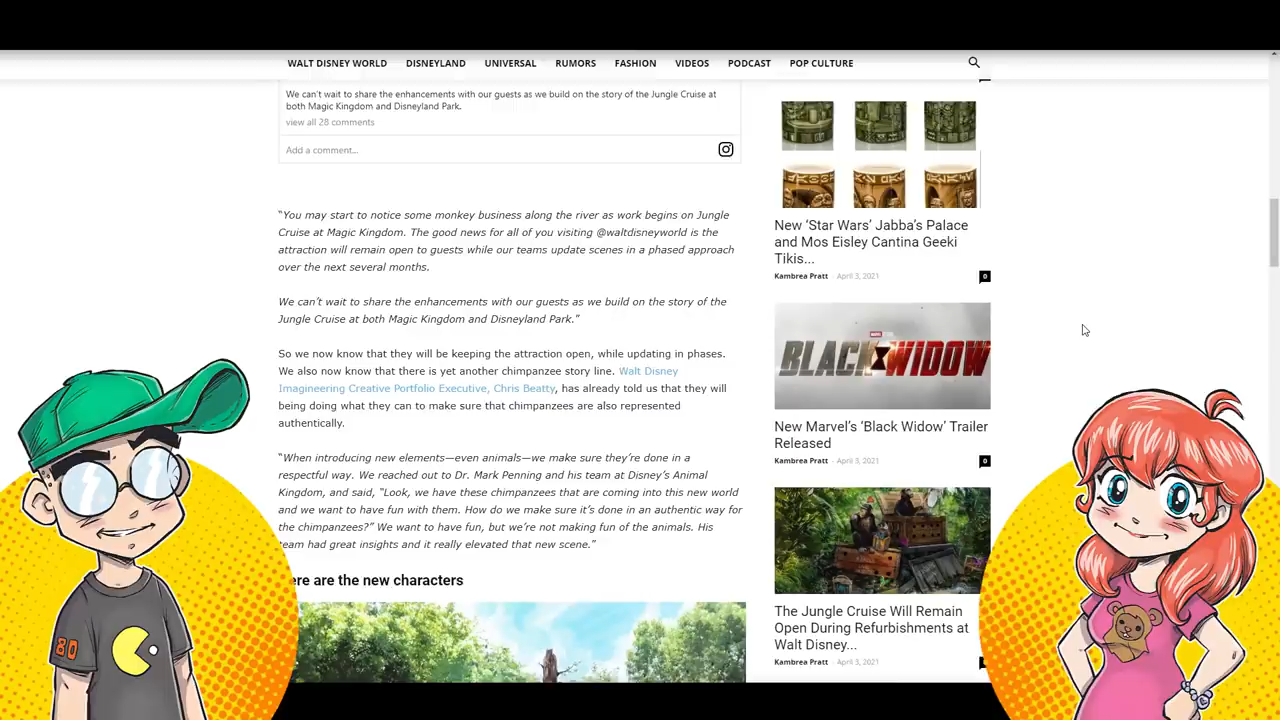 WALT DISNEY WORLD DISNEYLAND UNIVERSAL RUMORS FASHION VIDEOS PODCAST POP CULTURE
We can't wait to share the enhancements with our guests as we build on the story of the Jungle Cruise at
both Magic Kingdom and Disneyland Park.
view all 28 comments
Add a comment...
“You may start to notice some monkey business along the river as work begins on Jungle
Cruise at Magic Kingdom. The good news for all of you visiting @waltdisneyworld is the
attraction will remain open to guests while our teams update scenes in a phased approach
over the next several months.
We can’t wait to share the enhancements with our guests as we build on the story of the
Jungle Cruise at both Magic Kingdom and Disneyland Park.”
So we now know that they will be keeping the attraction open, while updating in phases.
We also now know that there is yet another chimpanzee story line. Walt Disney
Imagineering Creative Portfolio Executive, Chris Beatty, has already told us that they will
being doing what they can to make sure that chimpanzees are also represented
authentically.
“When introducing new elements—even animals—we make sure they’re done in a
respectful way. We reached out to Dr. Mark Penning and his team at Disney’s Animal
Kingdom, and said, “Look, we have these chimpanzees that are coming into this new world
and we want to have fun with them. How do we make sure it’s done in an authentic way for
the chimpanzees?” We want to have fun, but we’re not making fun of the animals. His
team had great insights and it really elevated that new scene.”
ere are the new characters
New ‘Star Wars’ Jabba’s Palace
and Mos Eisley Cantina Geeki
Tikis...
Kambrea Pratt - April 3, 2021 0
MARVEL
BLACK WIDOW
New Marvel’s ‘Black Widow’ Trailer
Released
Kambrea Pratt - April 3, 2021 0
The Jungle Cruise Will Remain
Open During Refurbishments at
Walt Disney...
Kambrea Pratt - April 3, 2021
80